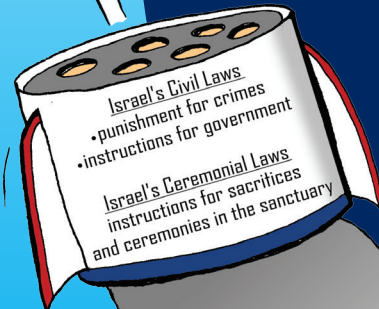 Israel's Civil Laws
•punishment for crimes
•instructions for government
Israel's Ceremonial Laws
instructions for sacrifices
and ceremonies in the sanctuary